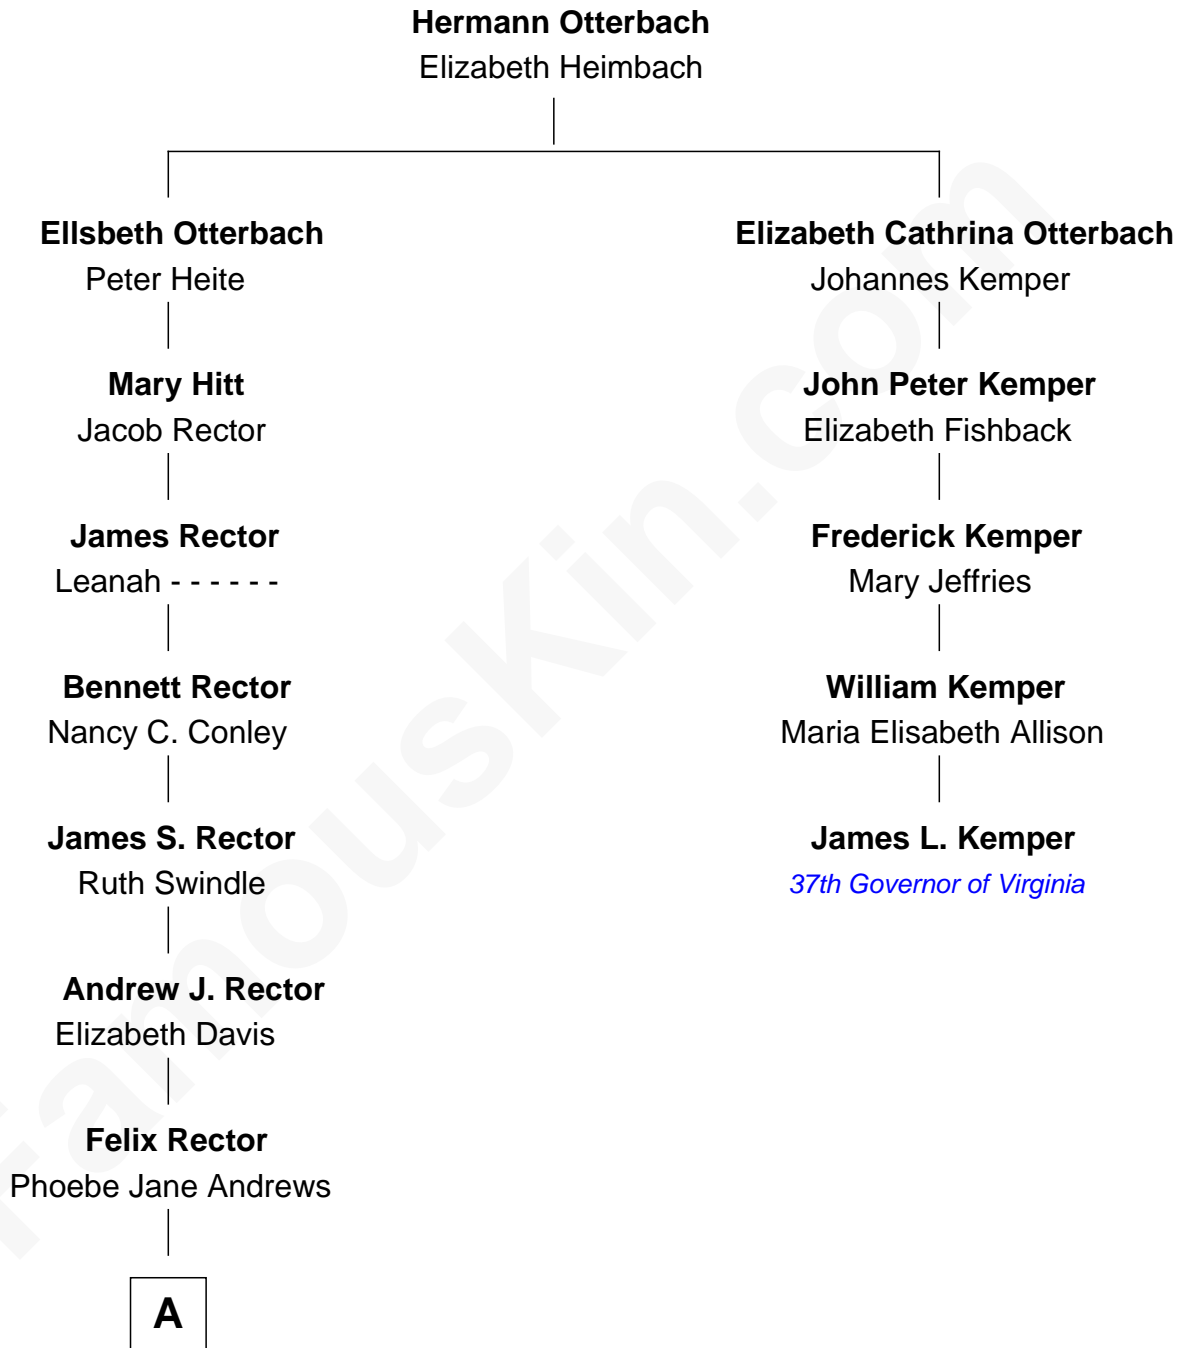 Hermann Otterbach
Elizabeth Heimbach
Ellsbeth Otterbach
Peter Heite
Elizabeth Cathrina Otterbach
Johannes Kemper
Mary Hitt
Jacob Rector
John Peter Kemper
Elizabeth Fishback
James Rector
Leanah - - - - - -
Frederick Kemper
Mary Jeffries
Bennett Rector
Nancy C. Conley
William Kemper
Maria Elisabeth Allison
James S. Rector
Ruth Swindle
James L. Kemper
37th Governor of Virginia
Andrew J. Rector
Elizabeth Davis
Felix Rector
Phoebe Jane Andrews
A
FamousKin.com